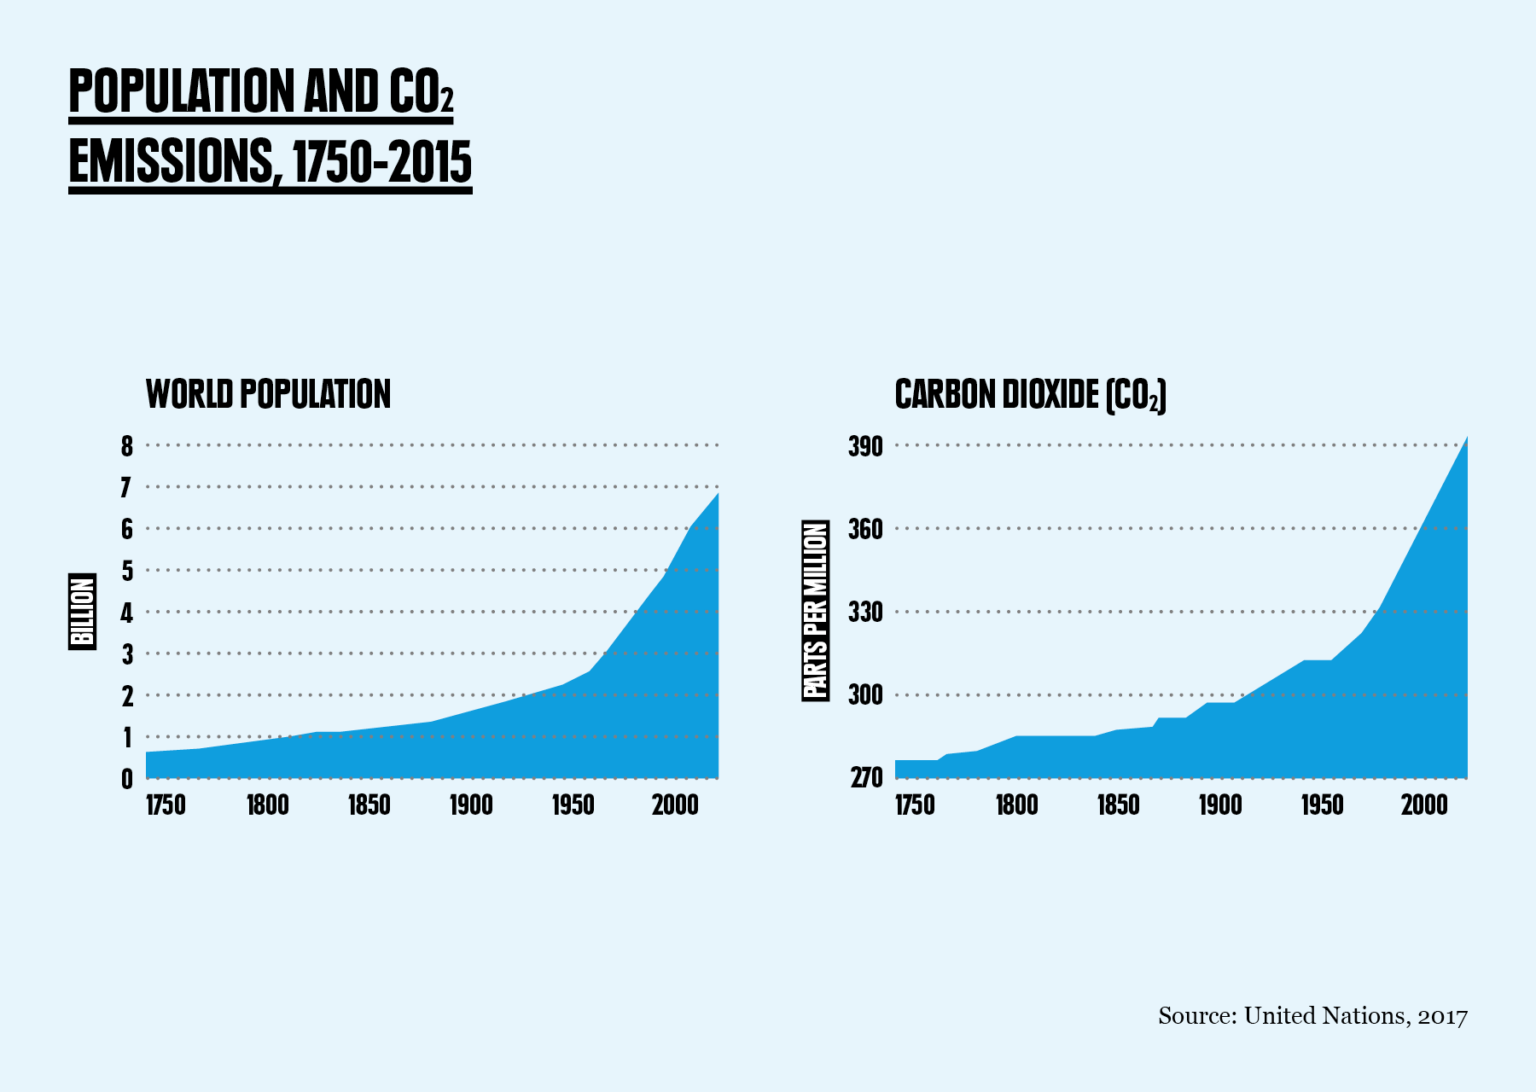 POPULATION AND CO₂
EMISSIONS, 1750-2015
WORLD POPULATION
BILLION
8
7
6
5
4
3
2
1
0
1750 1800 1850 1900 1950 2000
CARBON DIOXIDE (CO₂)
PARTS PER MILLION
390
360
330
300
270
1750 1800 1850 1900 1950 2000
Source: United Nations, 2017